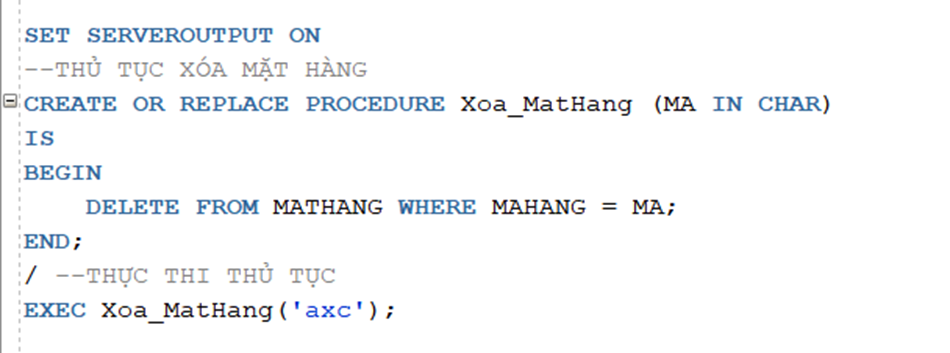 SET SERVEROUTPUT ON
--THỦ TỤC XÓA MẶT HÀNG
CREATE OR REPLACE PROCEDURE Xoa_MatHang (MA IN CHAR)
IS
BEGIN
DELETE FROM MATHANG WHERE MAHANG = MA;
END;
/ --THỰC THI THỦ TỤC
EXEC Xoa_MatHang('axc');